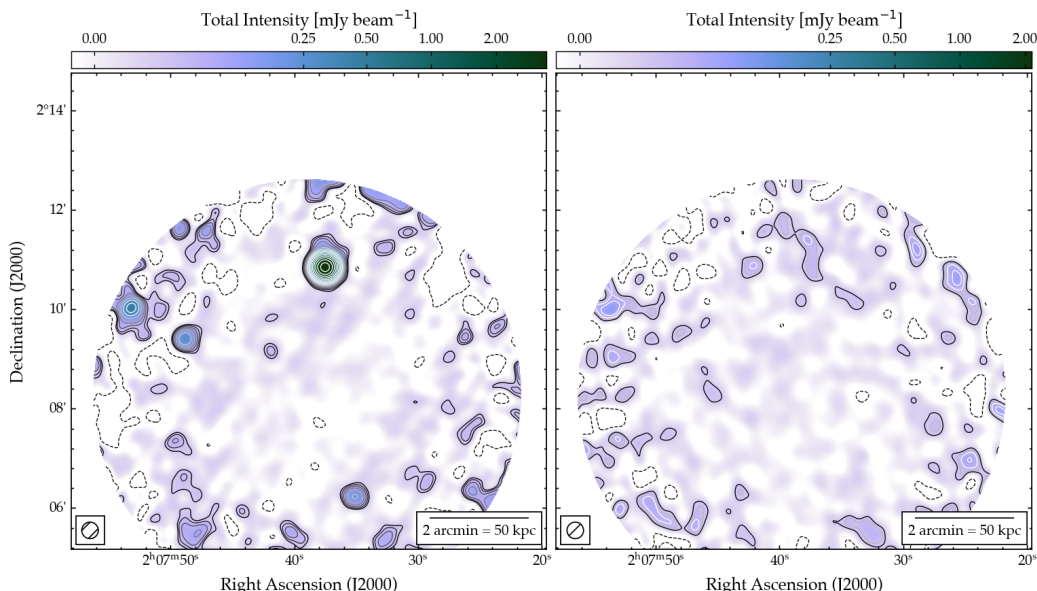 Total Intensity [mJy beam⁻¹] Total Intensity [mJy beam⁻¹]
0.00 0.25 0.50 1.00 2.00 0.00 0.25 0.50 1.00 2.00
2°14'
12'
10'
08'
06'
Declination (J2000)
2 arcmin = 50 kpc 2 arcmin = 50 kpc
2ʰ07ᵐ50ˢ 40ˢ 30ˢ 20ˢ 2ʰ07ᵐ50ˢ 40ˢ 30ˢ 20ˢ
Right Ascension (J2000) Right Ascension (J2000)